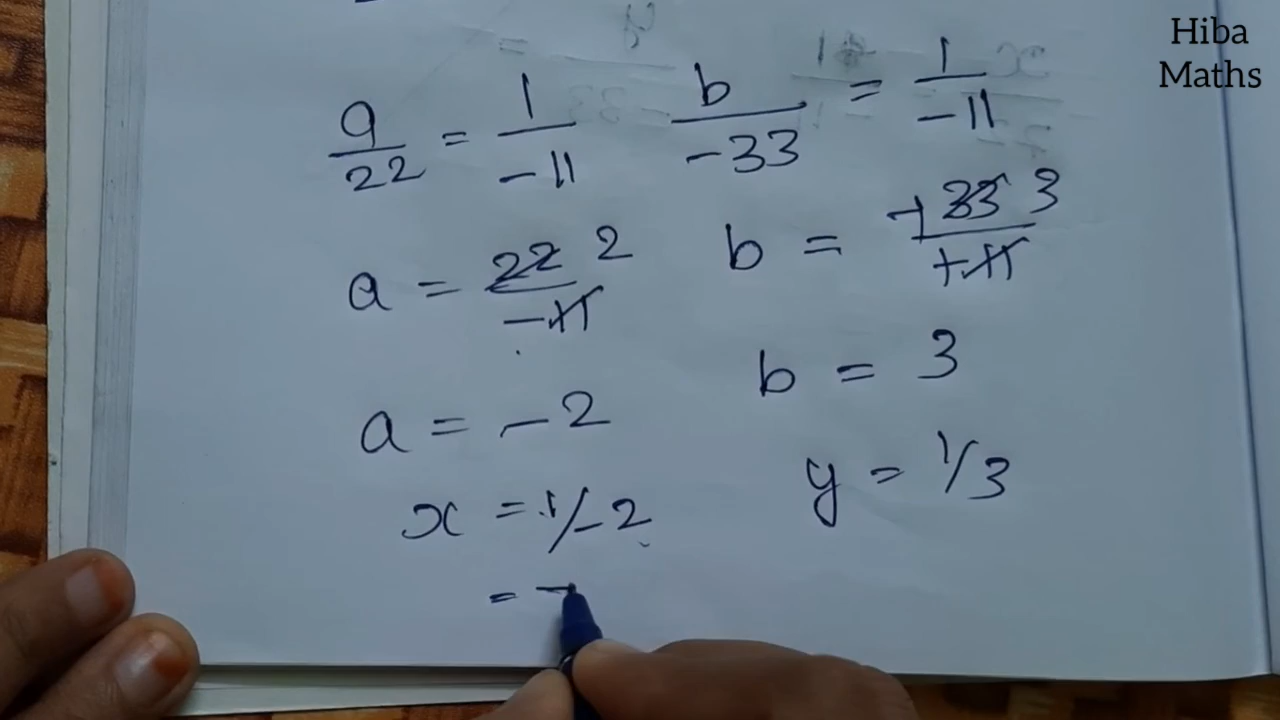 Hiba
Maths
a/22 = 1/-11 b/-33 = 1/-11
a = 22/-11 2 b = -33/-11 3
a = -2 b = 3
x = 1/-2 y = 1/3
= -